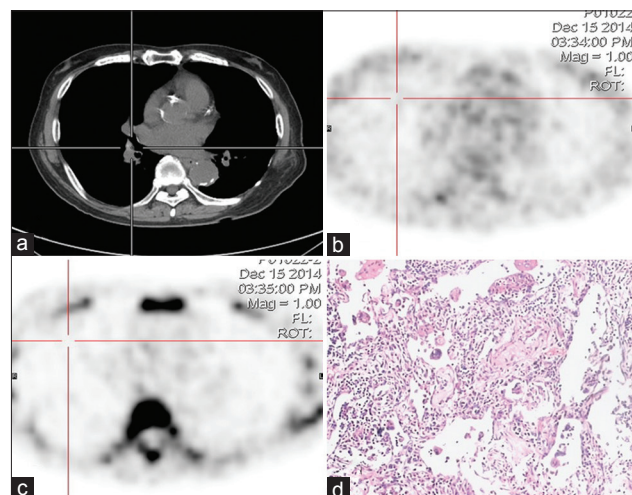 Dec 15 2014
03:34:00 PM
Mag = 1.00
FL:
ROT:
a
b
Dec 15 2014
03:35:00 PM
Mag = 1.00
FL:
ROT:
c
d